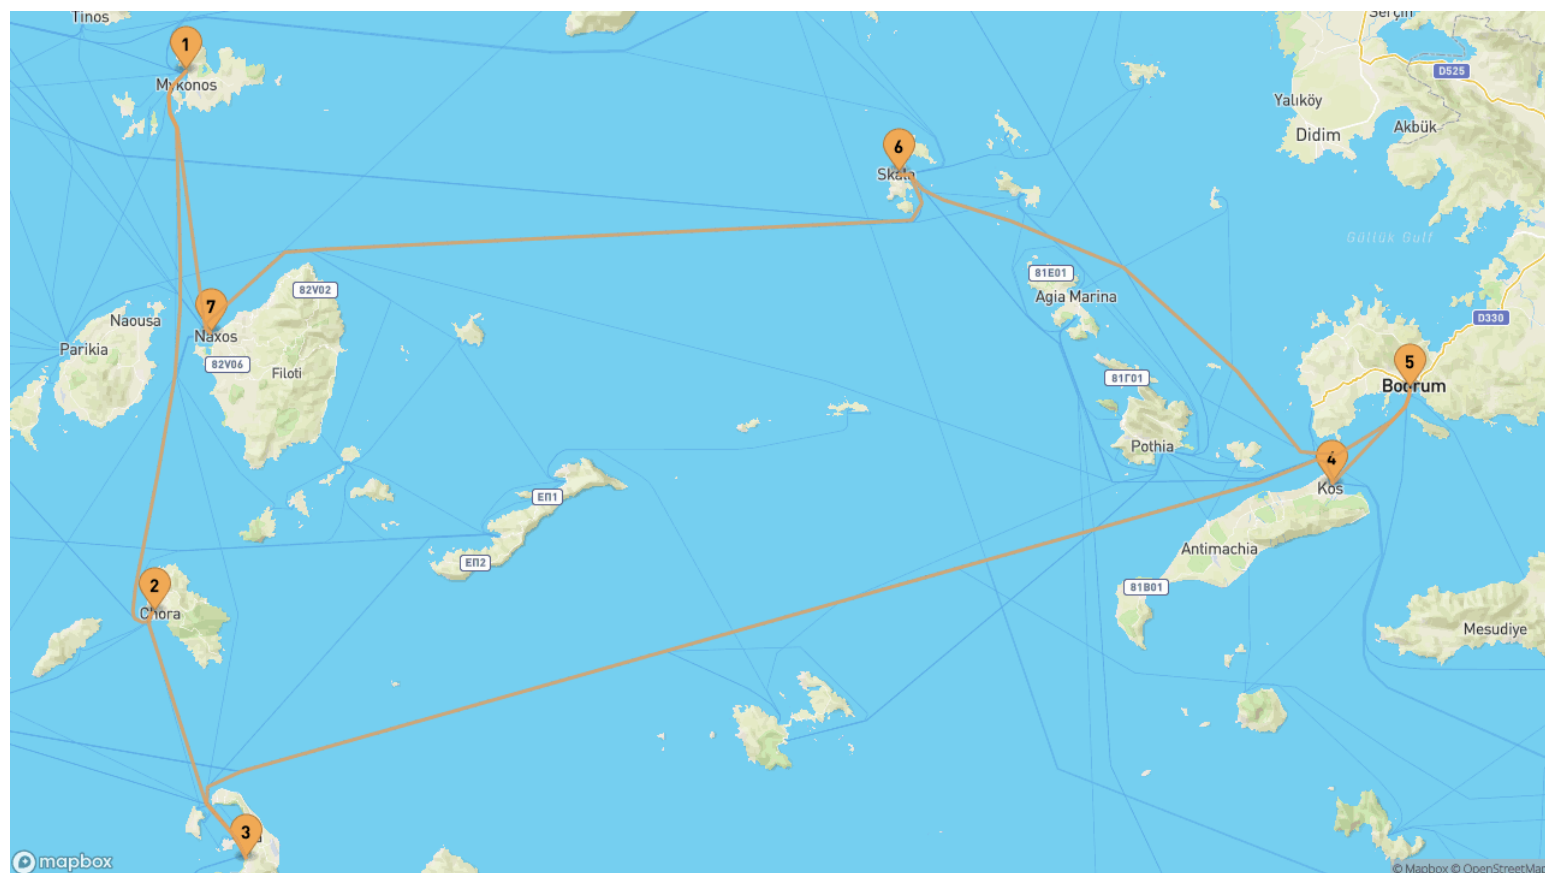 Tinos
1
Mykonos
Serçin
D525
Yalıköy
Didim
Akbük
6
Skala
Güllük Gulf
81E01
Agia Marina
82V02
7
Naousa
Naxos
Parikia
82V06
Filoti
D330
5
Bodrum
81Γ01
Pothia
4
Kos
ΕΠ1
Antimachia
ΕΠ2
81B01
2
Chora
Mesudiye
3
mapbox
© Mapbox © OpenStreetMap